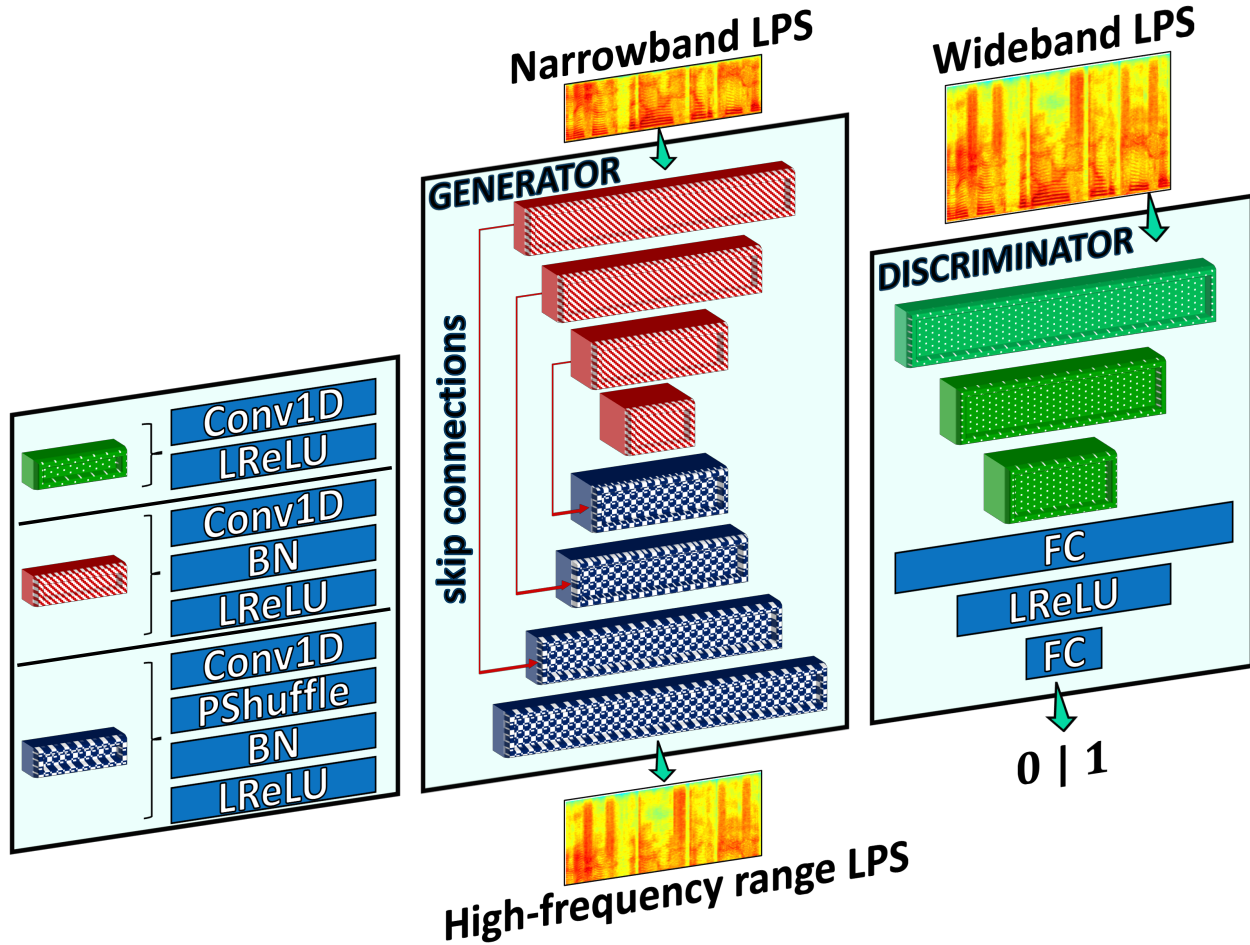 Narrowband LPS
Wideband LPS
GENERATOR
skip connections
DISCRIMINATOR
FC
LReLU
FC
0 | 1
Conv1D
LReLU
Conv1D
BN
LReLU
Conv1D
PShuffle
BN
LReLU
High-frequency range LPS